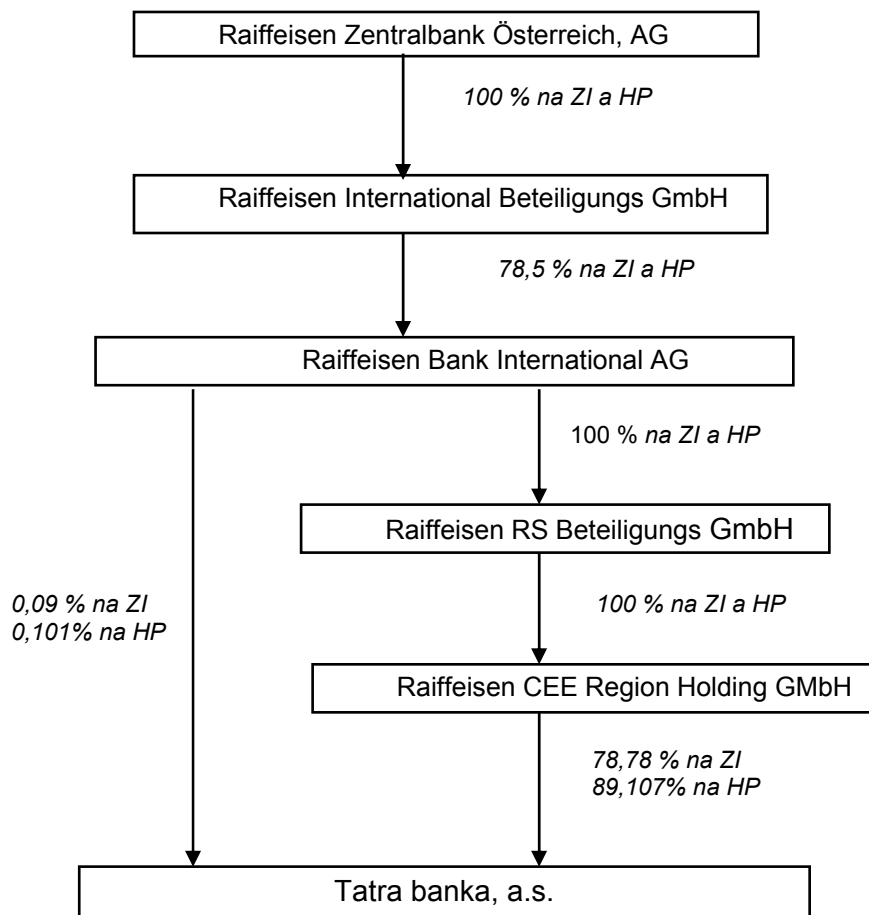 Raiffeisen Zentralbank Österreich, AG
100 % na ZI a HP
Raiffeisen International Beteiligungs GmbH
78,5 % na ZI a HP
Raiffeisen Bank International AG
100 % na ZI a HP
Raiffeisen RS Beteiligungs GmbH
0,09 % na ZI
0,101% na HP
100 % na ZI a HP
Raiffeisen CEE Region Holding GMbH
78,78 % na ZI
89,107% na HP
Tatra banka, a.s.